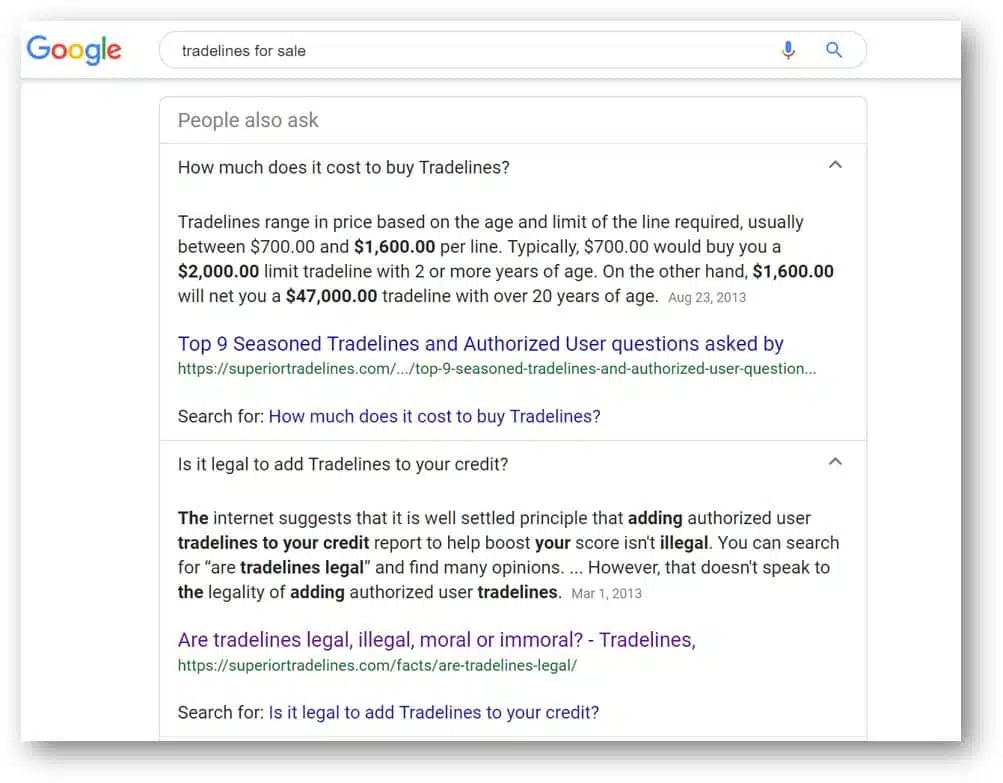 Google
tradelines for sale
People also ask
How much does it cost to buy Tradelines?
Tradelines range in price based on the age and limit of the line required, usually
between $700.00 and $1,600.00 per line. Typically, $700.00 would buy you a
$2,000.00 limit tradeline with 2 or more years of age. On the other hand, $1,600.00
will net you a $47,000.00 tradeline with over 20 years of age. Aug 23, 2013
Top 9 Seasoned Tradelines and Authorized User questions asked by
https://superiortradelines.com/.../top-9-seasoned-tradelines-and-authorized-user-question...
Search for: How much does it cost to buy Tradelines?
Is it legal to add Tradelines to your credit?
The internet suggests that it is well settled principle that adding authorized user
tradelines to your credit report to help boost your score isn't illegal. You can search
for “are tradelines legal” and find many opinions. ... However, that doesn't speak to
the legality of adding authorized user tradelines. Mar 1, 2013
Are tradelines legal, illegal, moral or immoral? - Tradelines,
https://superiortradelines.com/facts/are-tradelines-legal/
Search for: Is it legal to add Tradelines to your credit?